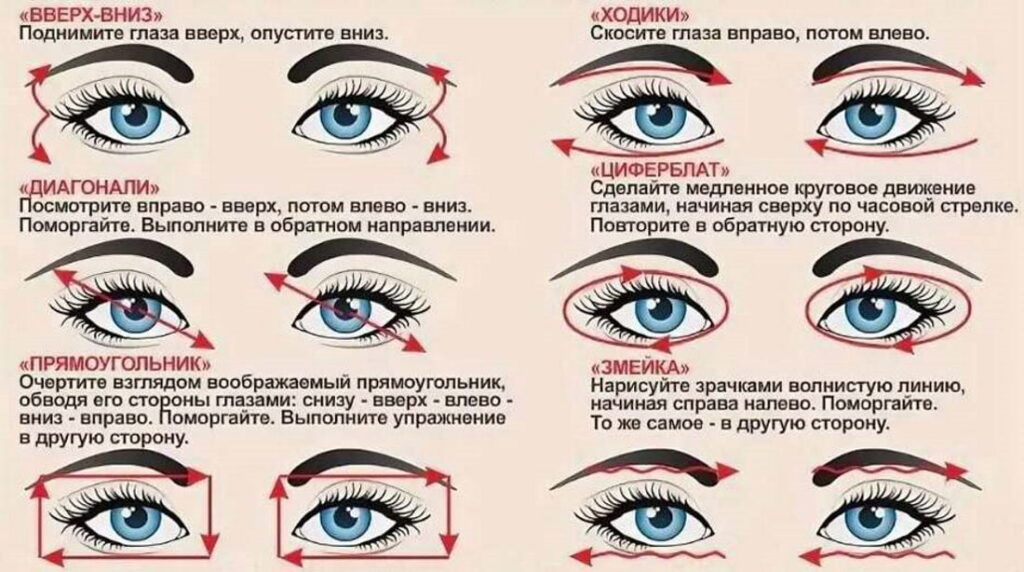 «ВВЕРХ-ВНИЗ»
Поднимите глаза вверх, опустите вниз.
«ХОДИКИ»
Скосите глаза вправо, потом влево.
«ДИАГОНАЛИ»
Посмотрите вправо - вверх, потом влево - вниз.
Поморгайте. Выполните в обратном направлении.
«ЦИФЕРБЛАТ»
Сделайте медленное круговое движение
глазами, начиная сверху по часовой стрелке.
Повторите в обратную сторону.
«ПРЯМОУГОЛЬНИК»
Очертите взглядом воображаемый прямоугольник,
обводя его стороны глазами: снизу - вверх - влево -
вниз - вправо. Поморгайте. Выполните упражнение
в другую сторону.
«ЗМЕЙКА»
Нарисуйте зрачками волнистую линию,
начиная справа налево. Поморгайте.
То же самое - в другую сторону.